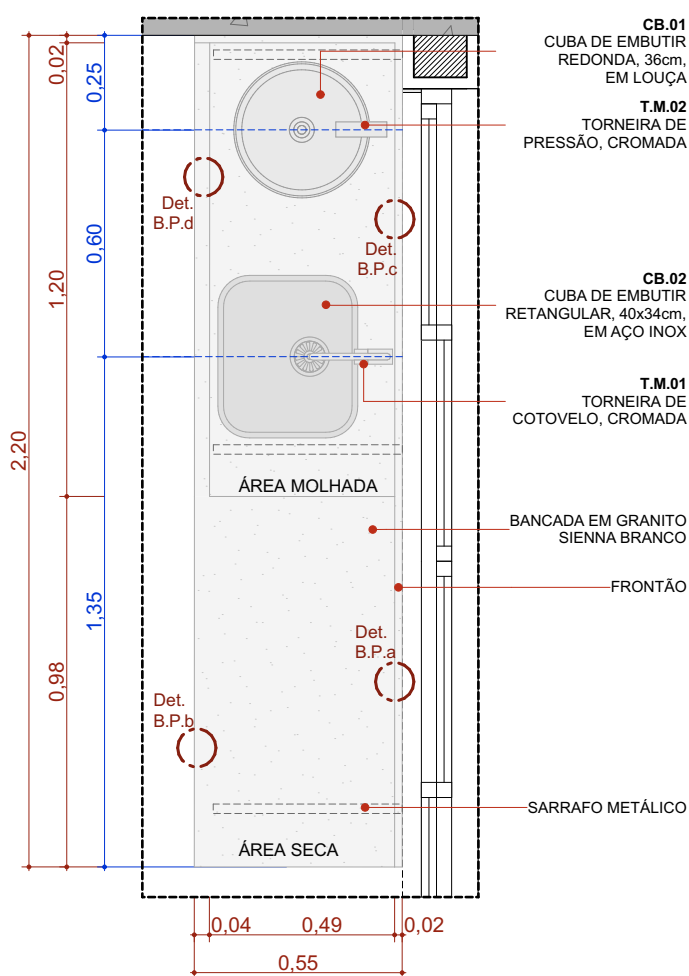 CB.01
CUBA DE EMBUTIR
REDONDA, 36cm,
EM LOUÇA
T.M.02
TORNEIRA DE
PRESSÃO, CROMADA
0,02
0,25
Det.
B.P.d
Det.
B.P.c
0,60
1,20
CB.02
CUBA DE EMBUTIR
RETANGULAR, 40x34cm,
EM AÇO INOX
T.M.01
TORNEIRA DE
COTOVELO, CROMADA
2,20
ÁREA MOLHADA
BANCADA EM GRANITO
SIENNA BRANCO
FRONTÃO
1,35
0,98
Det.
B.P.a
Det.
B.P.b
SARRAFO METÁLICO
ÁREA SECA
0,04 0,49 0,02
0,55